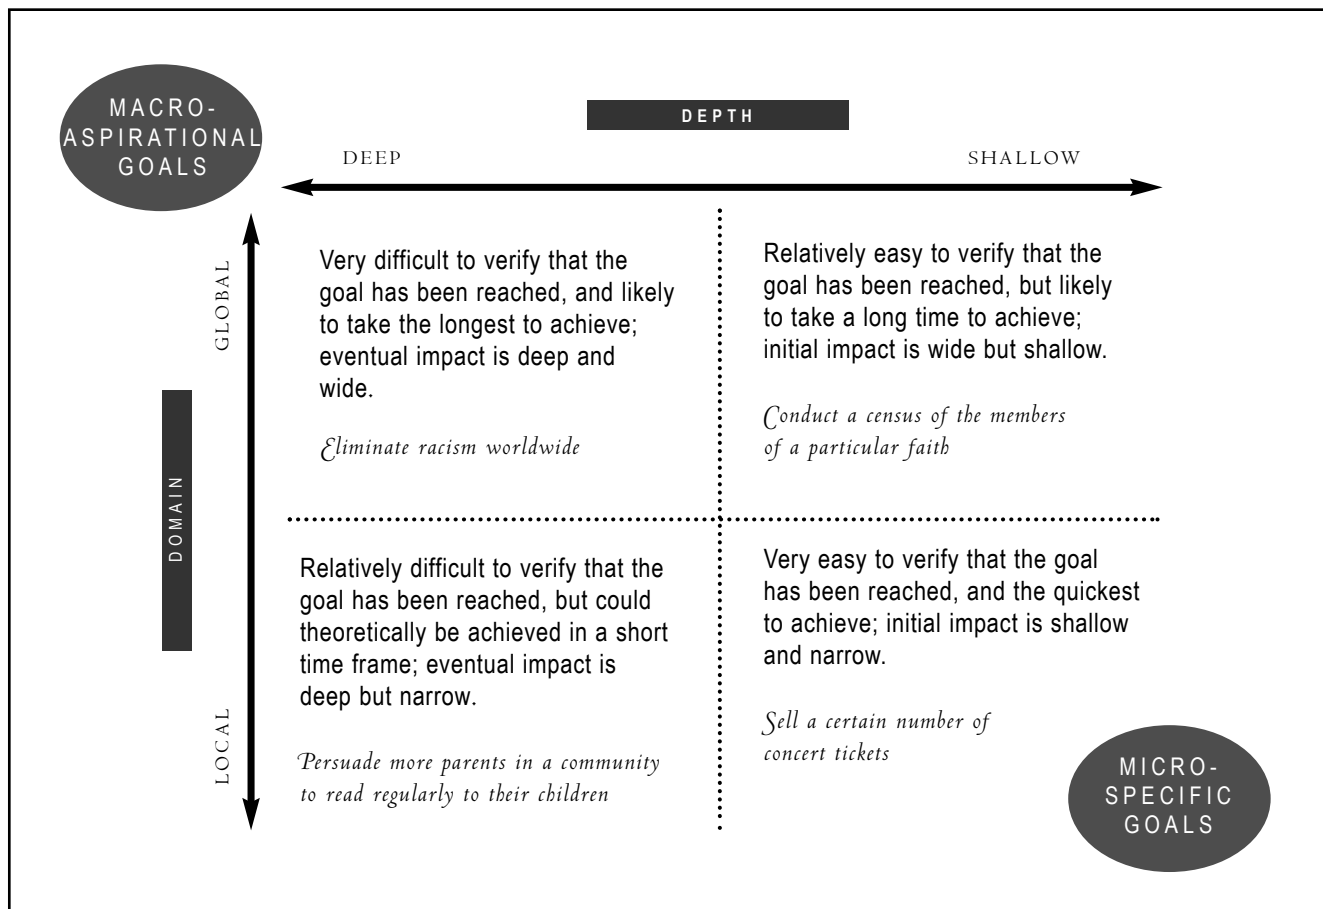 MACRO-
ASPIRATIONAL
GOALS
DEPTH
DEEP
SHALLOW
GLOBAL
DOMAIN
LOCAL
Very difficult to verify that the
goal has been reached, and likely
to take the longest to achieve;
eventual impact is deep and
wide.
Eliminate racism worldwide
Relatively easy to verify that the
goal has been reached, but likely
to take a long time to achieve;
initial impact is wide but shallow.
Conduct a census of the members
of a particular faith
Relatively difficult to verify that the
goal has been reached, but could
theoretically be achieved in a short
time frame; eventual impact is
deep but narrow.
Persuade more parents in a community
to read regularly to their children
Very easy to verify that the goal
has been reached, and the quickest
to achieve; initial impact is shallow
and narrow.
Sell a certain number of
concert tickets
MICRO-
SPECIFIC
GOALS